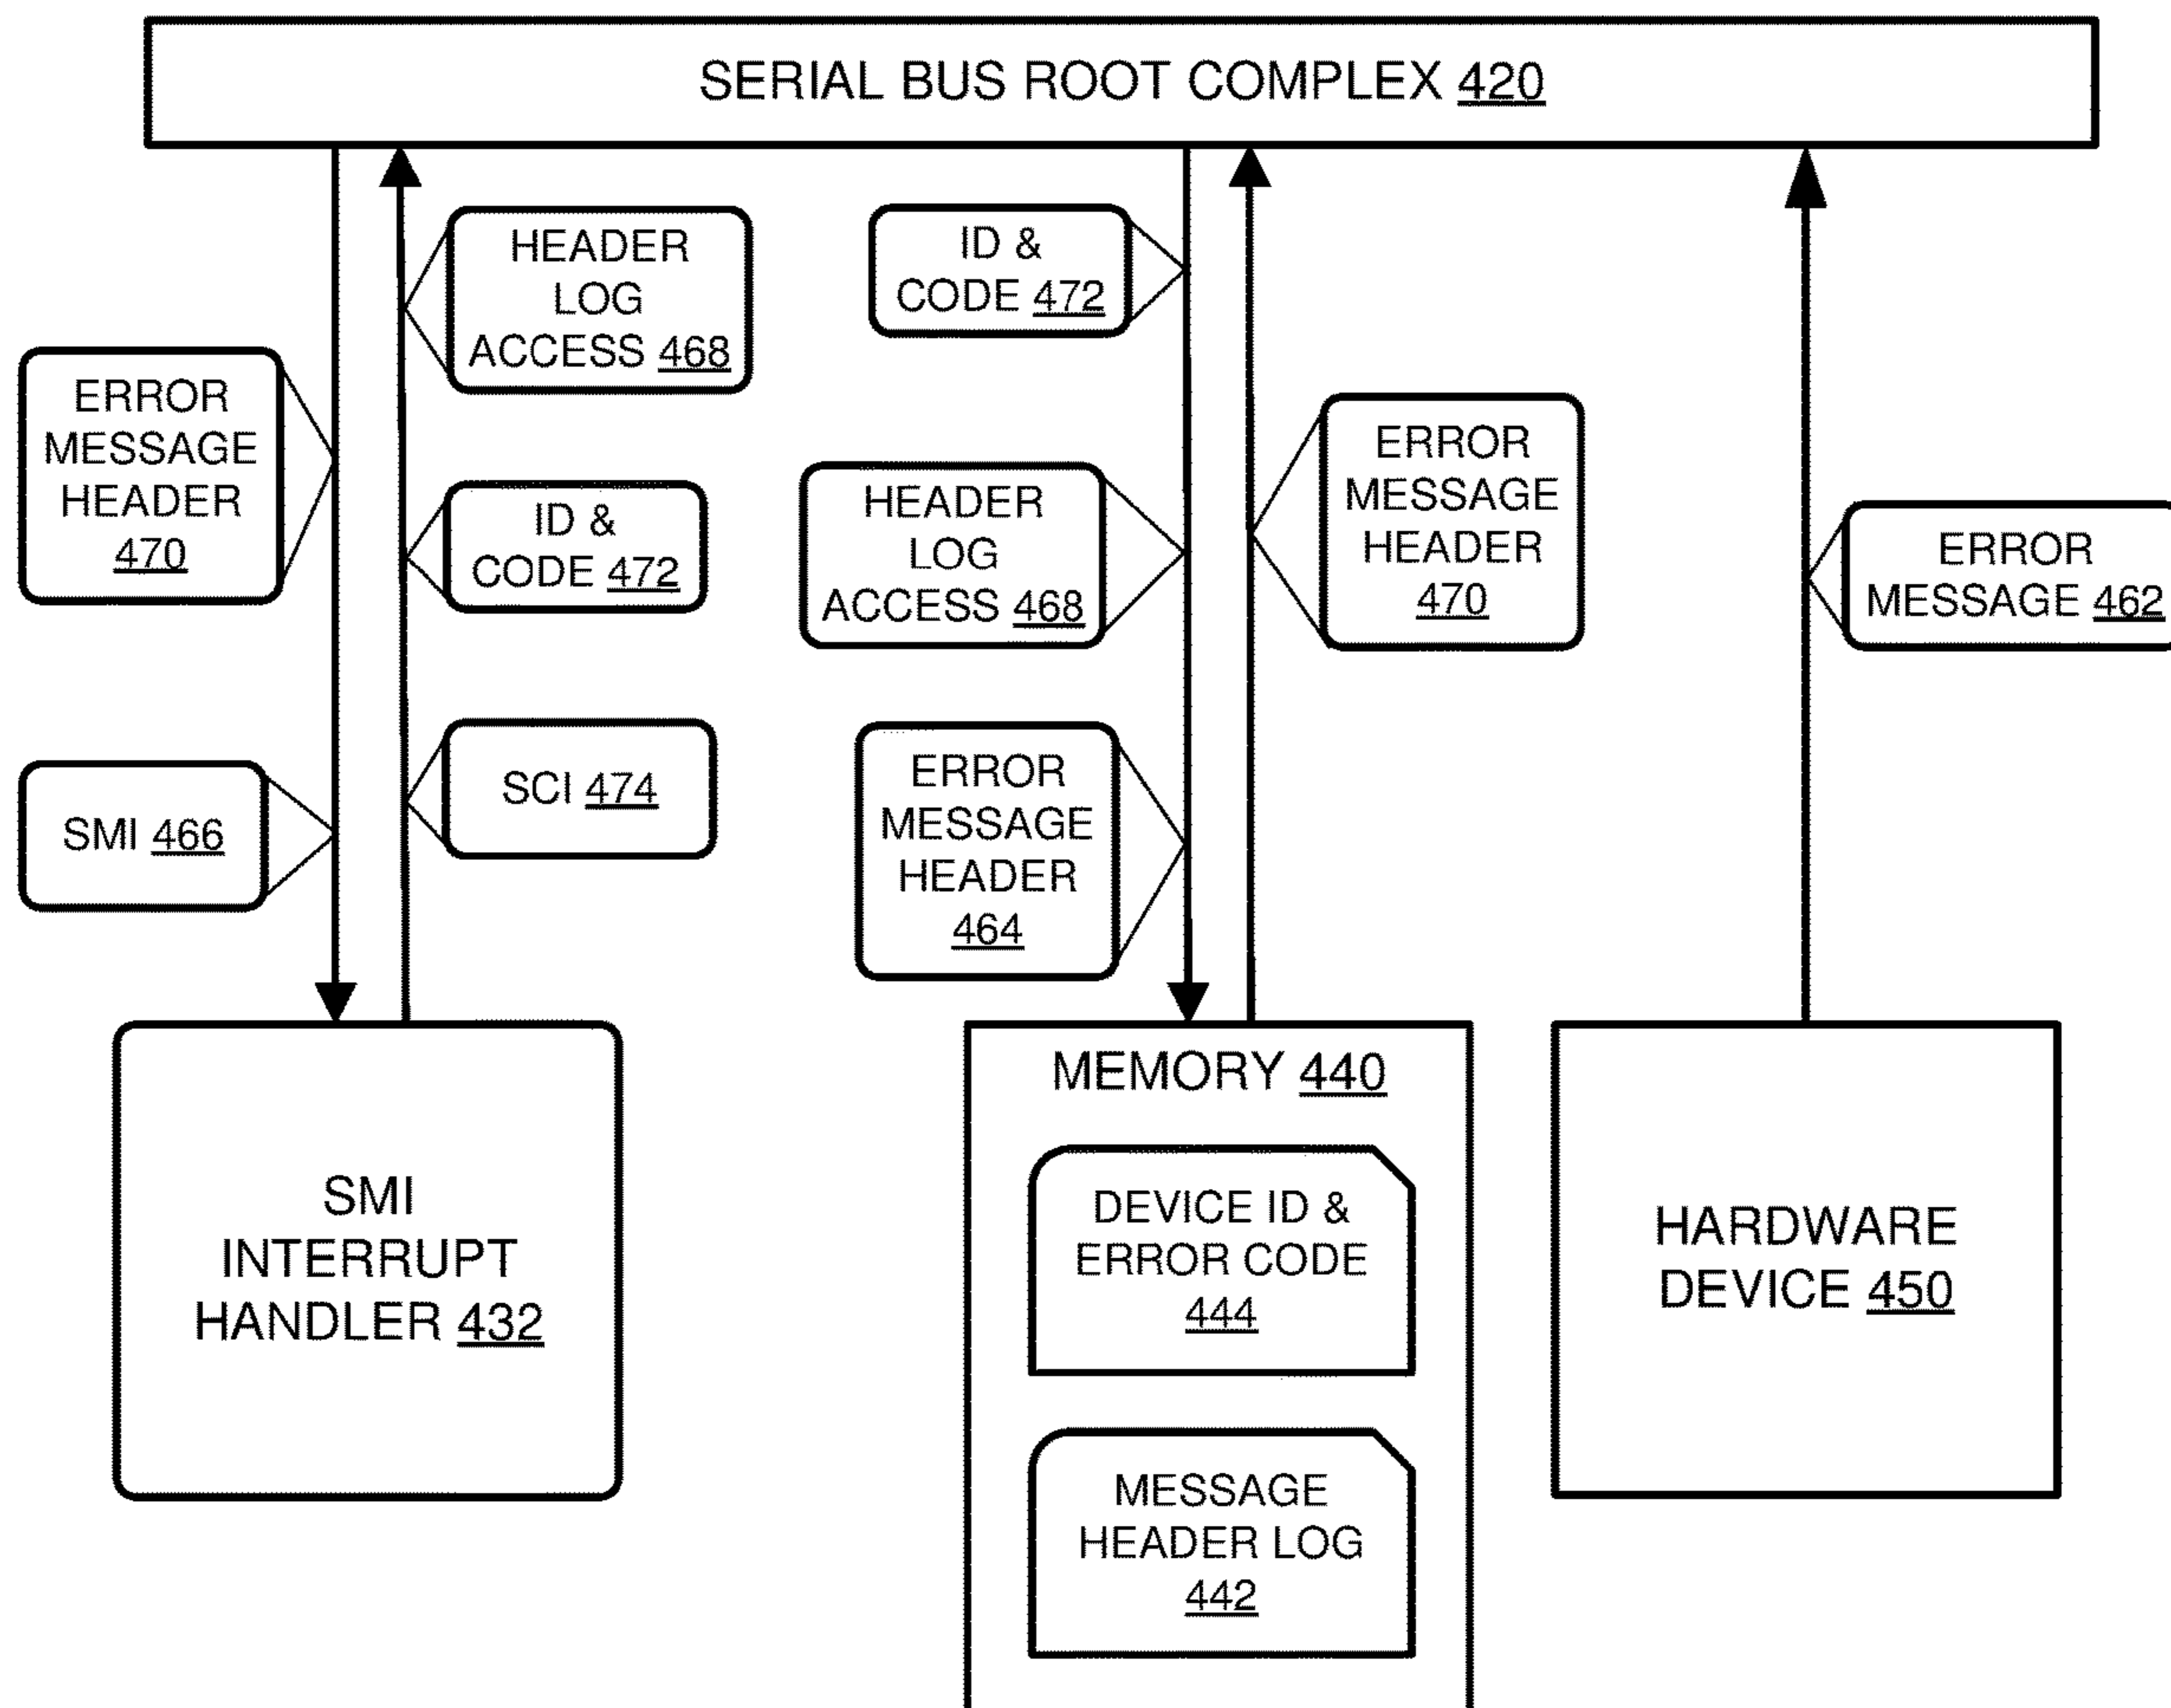 SERIAL BUS ROOT COMPLEX 420
HEADER
LOG
ACCESS 468
ID &
CODE 472
ERROR
MESSAGE
HEADER
470
ERROR
MESSAGE
HEADER
470
ID &
CODE 472
HEADER
LOG
ACCESS 468
ERROR
MESSAGE 462
SMI 466
SCI 474
ERROR
MESSAGE
HEADER
464
SMI
INTERRUPT
HANDLER 432
MEMORY 440
DEVICE ID &
ERROR CODE
444
MESSAGE
HEADER LOG
442
HARDWARE
DEVICE 450